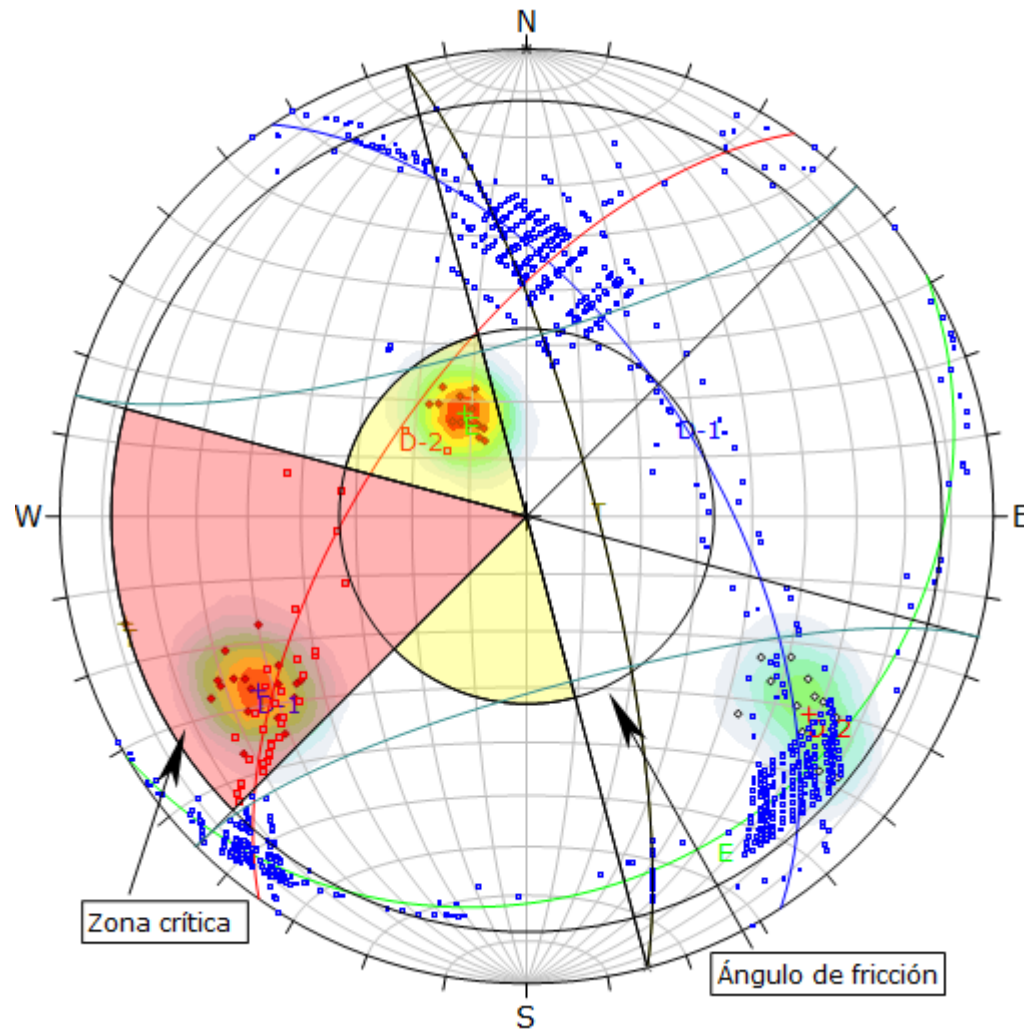 N
D-1
D-2
E
W
E
D-1
D-2
E
Zona crítica
Ángulo de fricción
S